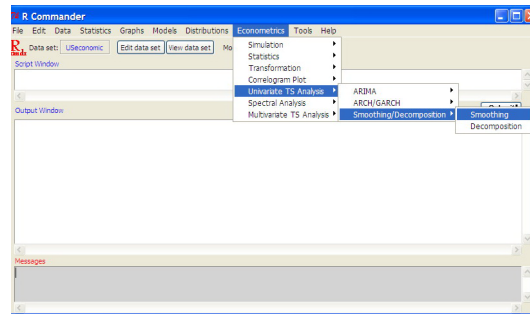 R Commander
File Edit Data Statistics Graphs Models Distributions Econometrics Tools Help
Data set: USeconomic Edit data set View data set Mo
Script Window
Simulation
Statistics
Transformation
Correlogram Plot
Univariate TS Analysis
Spectral Analysis
Multivariate TS Analysis
ARIMA
ARCH/GARCH
Smoothing/Decomposition
Smoothing
Decomposition
Output Window
Messages